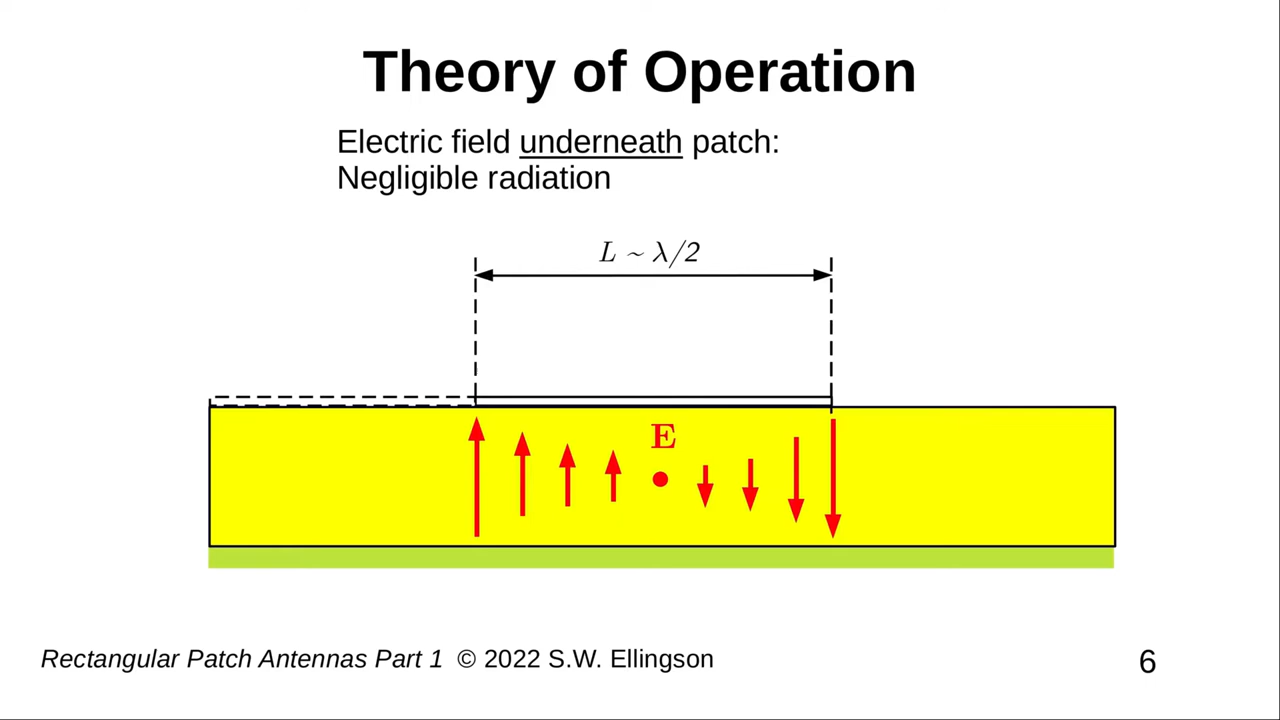 Theory of Operation
Electric field underneath patch:
Negligible radiation
L ~ λ/2
E
Rectangular Patch Antennas Part 1 © 2022 S.W. Ellingson
6